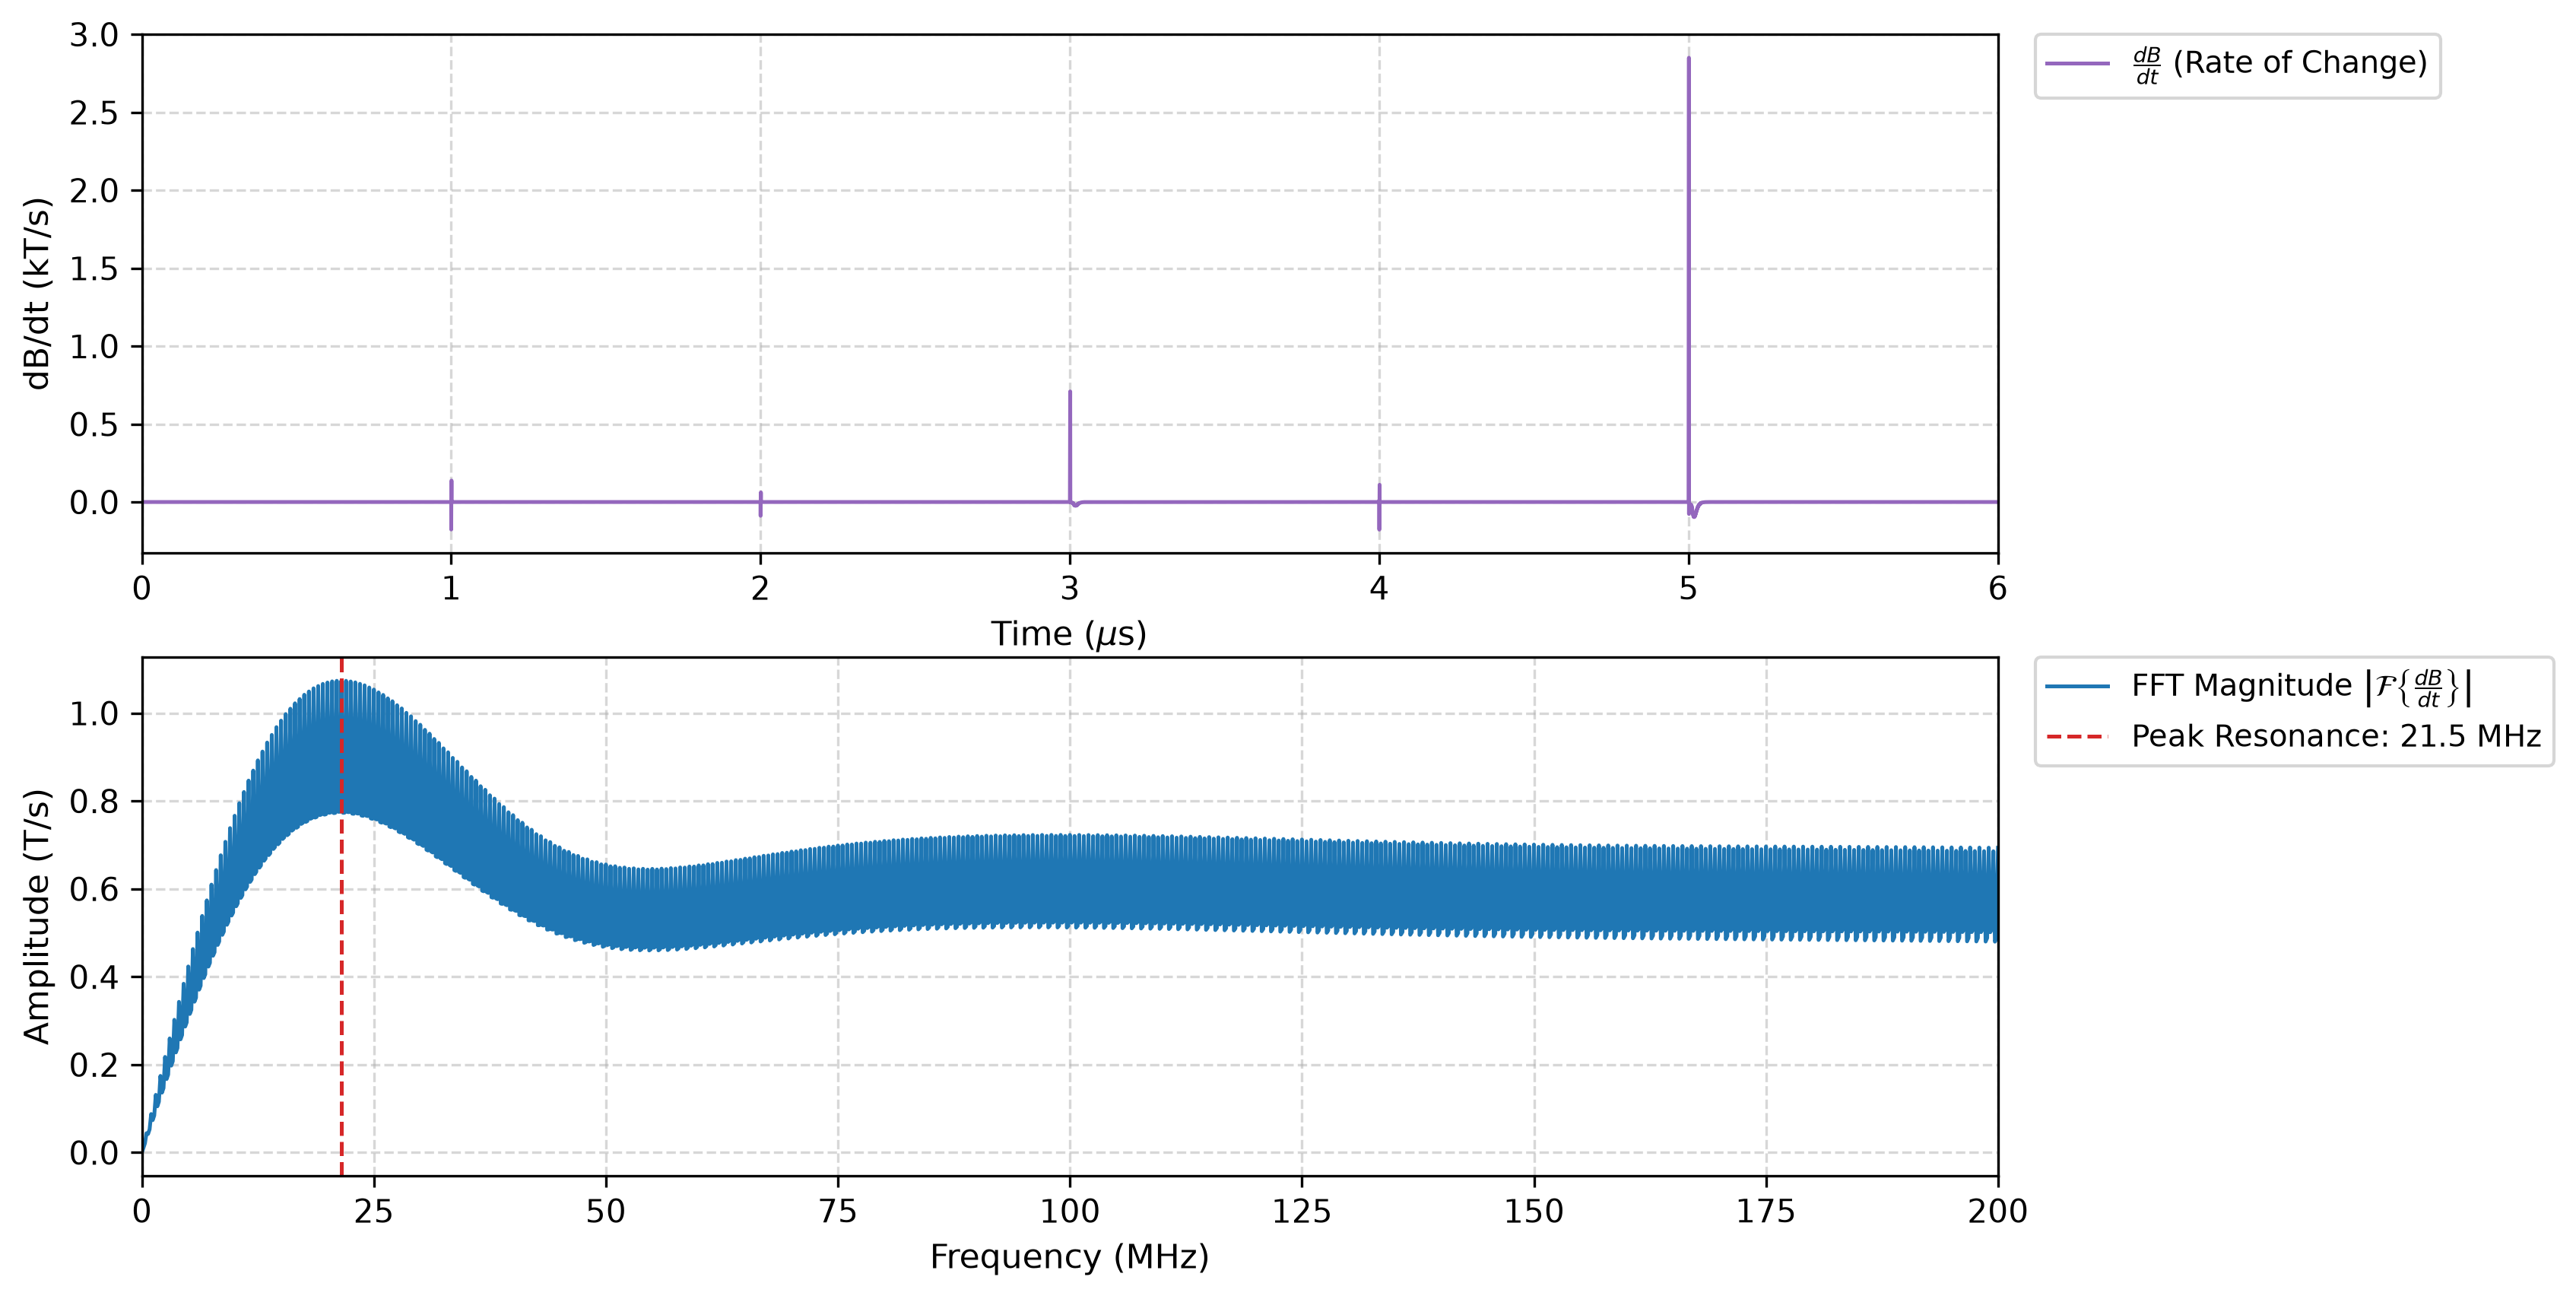 3.0
2.5
2.0
1.5
1.0
0.5
0.0
dB/dt (kT/s)
0 1 2 3 4 5 6
Time (μs)
dB/dt (Rate of Change)
1.0
0.8
0.6
0.4
0.2
0.0
Amplitude (T/s)
0 25 50 75 100 125 150 175 200
Frequency (MHz)
FFT Magnitude |ℱ{dB/dt}|
Peak Resonance: 21.5 MHz